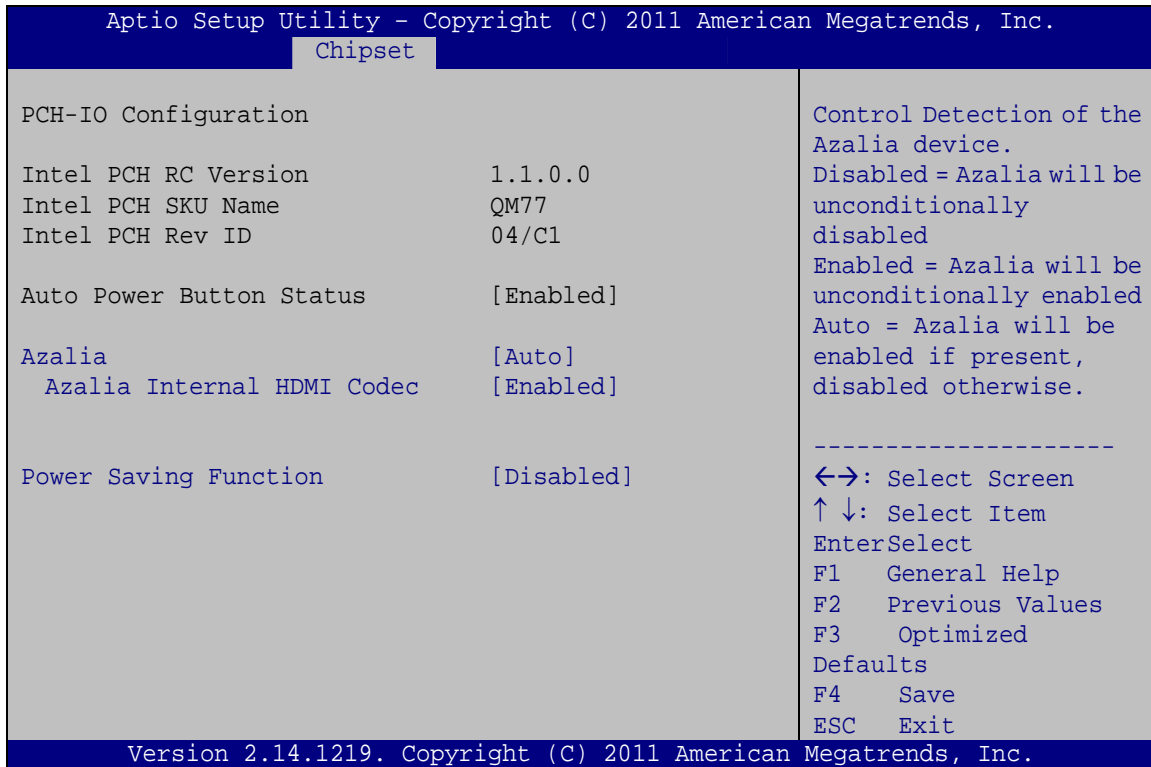 Aptio Setup Utility – Copyright (C) 2011 American Megatrends, Inc.
Chipset
PCH-IO Configuration
Intel PCH RC Version 1.1.0.0
Intel PCH SKU Name QM77
Intel PCH Rev ID 04/C1
Auto Power Button Status [Enabled]
Azalia [Auto]
Azalia Internal HDMI Codec [Enabled]
Power Saving Function [Disabled]
Control Detection of the
Azalia device.
Disabled = Azalia will be
unconditionally
disabled
Enabled = Azalia will be
unconditionally enabled
Auto = Azalia will be
enabled if present,
disabled otherwise.
---------------------
←→: Select Screen
↑ ↓: Select Item
EnterSelect
F1 General Help
F2 Previous Values
F3 Optimized
Defaults
F4 Save
ESC Exit
Version 2.14.1219. Copyright (C) 2011 American Megatrends, Inc.